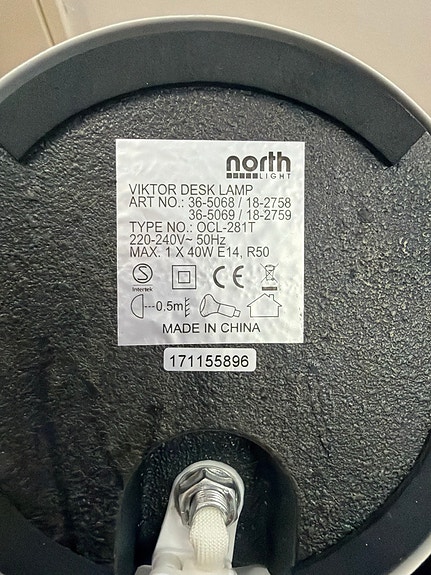 north
LIGHT
VIKTOR DESK LAMP
ART NO.: 36-5068 / 18-2758
36-5069 / 18-2759
TYPE NO.: OCL-281T
220-240V~ 50Hz
MAX. 1 X 40W E14, R50
S
Intertek
CE
0.5m
MADE IN CHINA
171155896